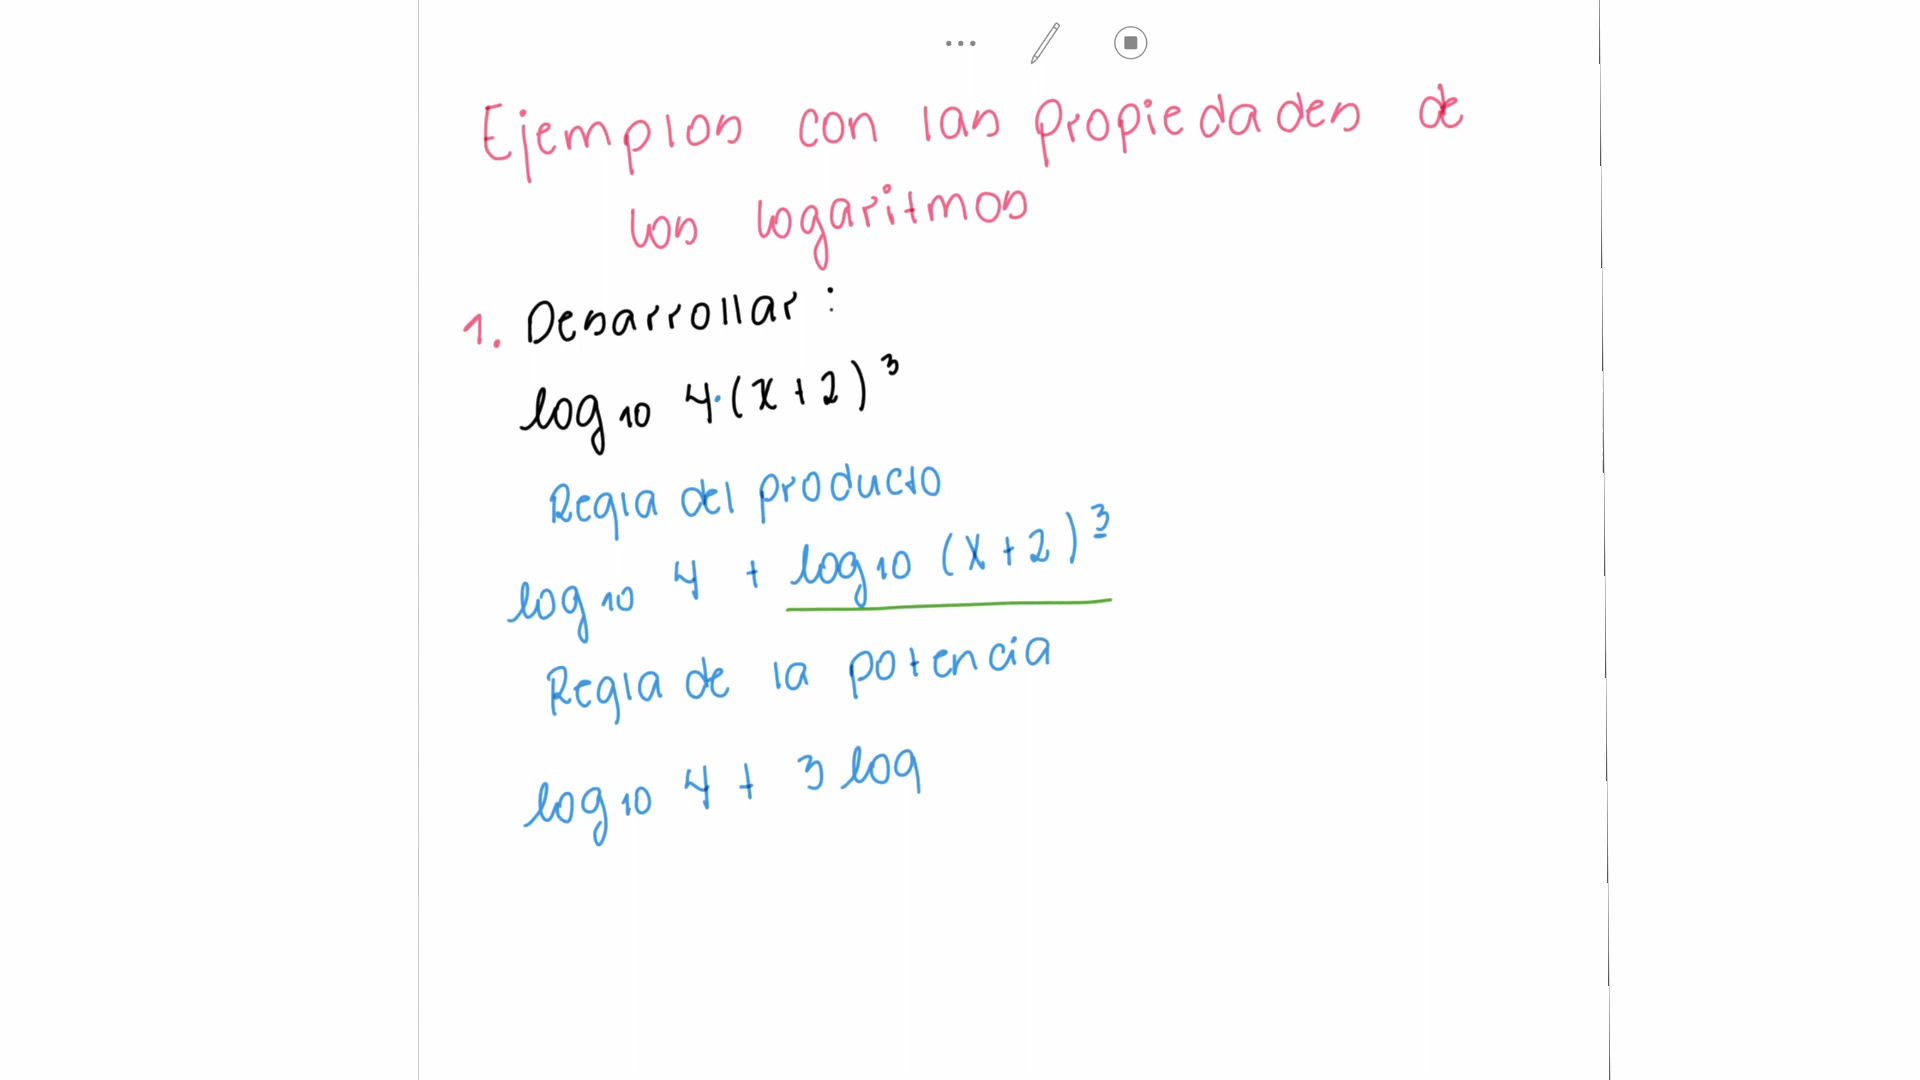 Ejemplos con las propiedades de
los logaritmos
1. Desarrollar :
log₁₀ 4·(x+2)³
Regla del producto
log₁₀ 4 + log₁₀ (x+2)³
Regla de la potencia
log₁₀ 4 + 3 log